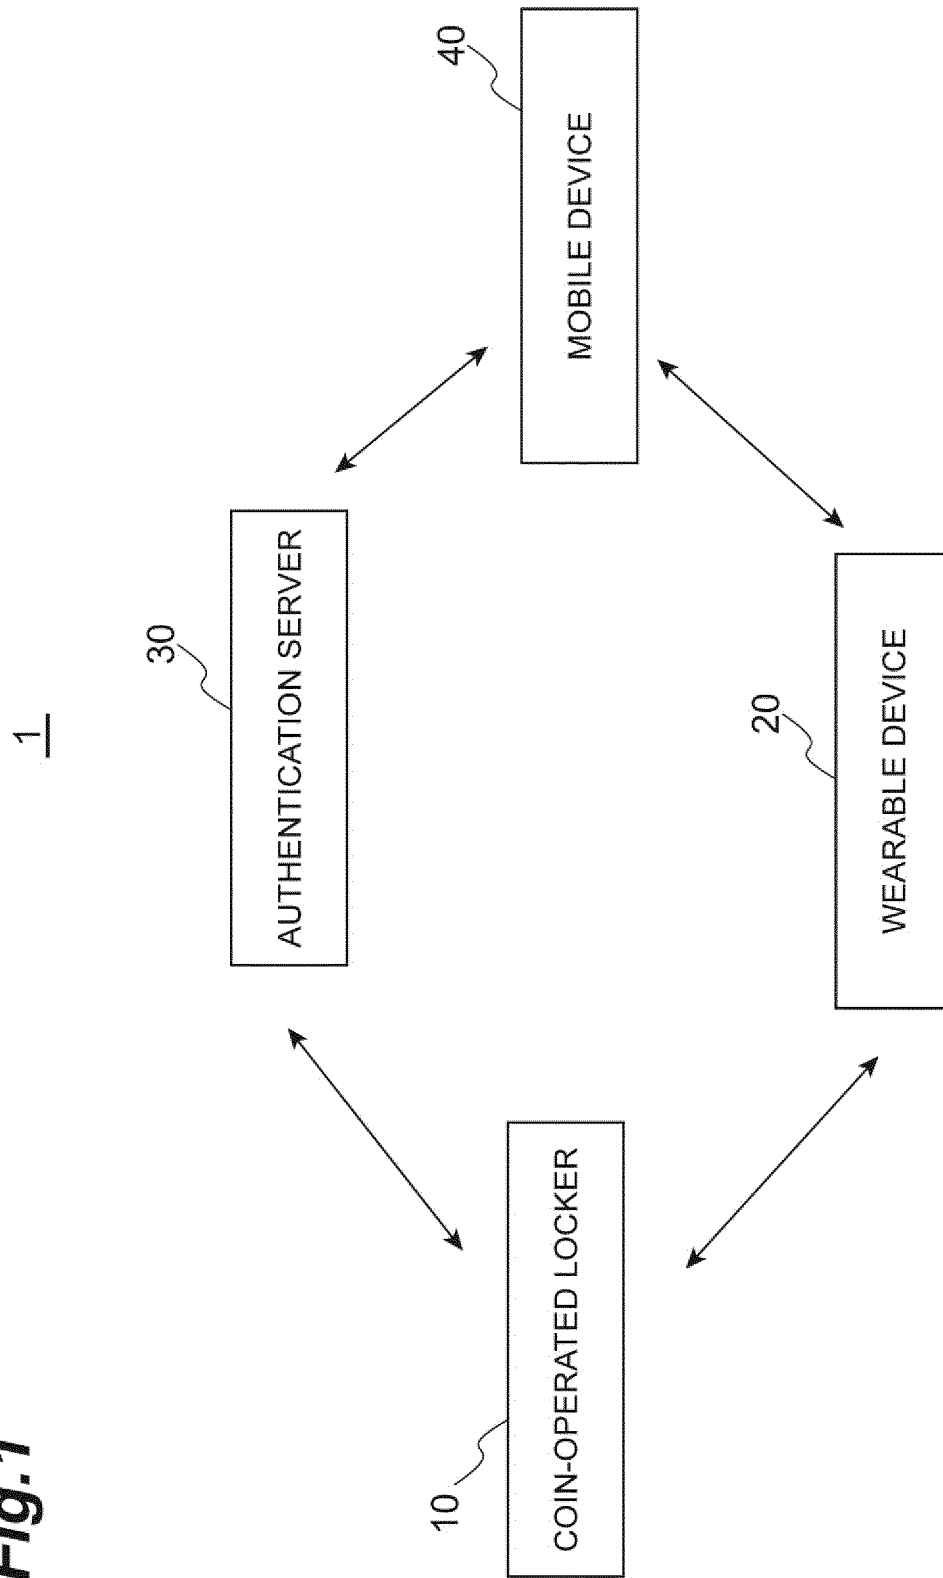 Fig.1
1
30
AUTHENTICATION SERVER
10
COIN-OPERATED LOCKER
40
MOBILE DEVICE
20
WEARABLE DEVICE